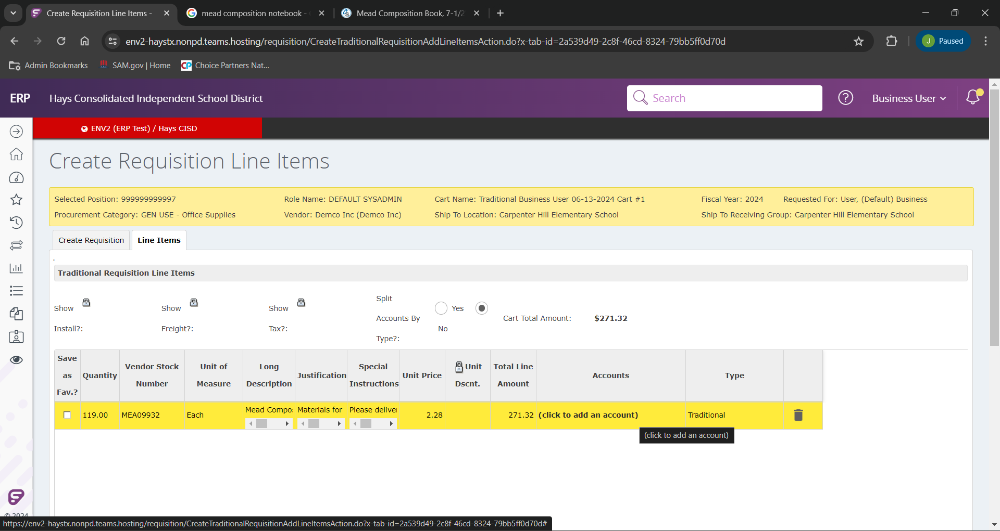 Create Requisition Line Items -
mead composition notebook -
Mead Composition Book, 7-1/2
env2-haystx.nonpd.teams.hosting/requisition/CreateTraditionalRequisitionAddLineItemsAction.do?x-tab-id=2a539d49-2c8f-46cd-8324-79bb5ff0d70d
J Paused
Admin Bookmarks
SAM.gov | Home
CP Choice Partners Nat...
ERP Hays Consolidated Independent School District
Search
? Business User
ENV2 (ERP Test) / Hays CISD
Create Requisition Line Items
Selected Position: 999999999997 Role Name: DEFAULT SYSADMIN Cart Name: Traditional Business User 06-13-2024 Cart #1 Fiscal Year: 2024 Requested For: User, (Default) Business
Procurement Category: GEN USE - Office Supplies Vendor: Demco Inc (Demco Inc) Ship To Location: Carpenter Hill Elementary School Ship To Receiving Group: Carpenter Hill Elementary School
Create Requisition Line Items
.
Traditional Requisition Line Items
Show
Install?:
Show
Freight?:
Show
Tax?:
Split
Accounts By
Type?:
Yes
No
Cart Total Amount: $271.32
Save
as
Fav.?
Quantity
Vendor Stock
Number
Unit of
Measure
Long
Description
Justification
Special
Instructions
Unit Price
Unit
Dscnt.
Total Line
Amount
Accounts
Type
119.00 MEA09932 Each Mead Compo Materials for Please delive 2.28 271.32 (click to add an account) Traditional
(click to add an account)
© 2024
https://env2-haystx.nonpd.teams.hosting/requisition/CreateTraditionalRequisitionAddLineItemsAction.do?x-tab-id=2a539d49-2c8f-46cd-8324-79bb5ff0d70d#